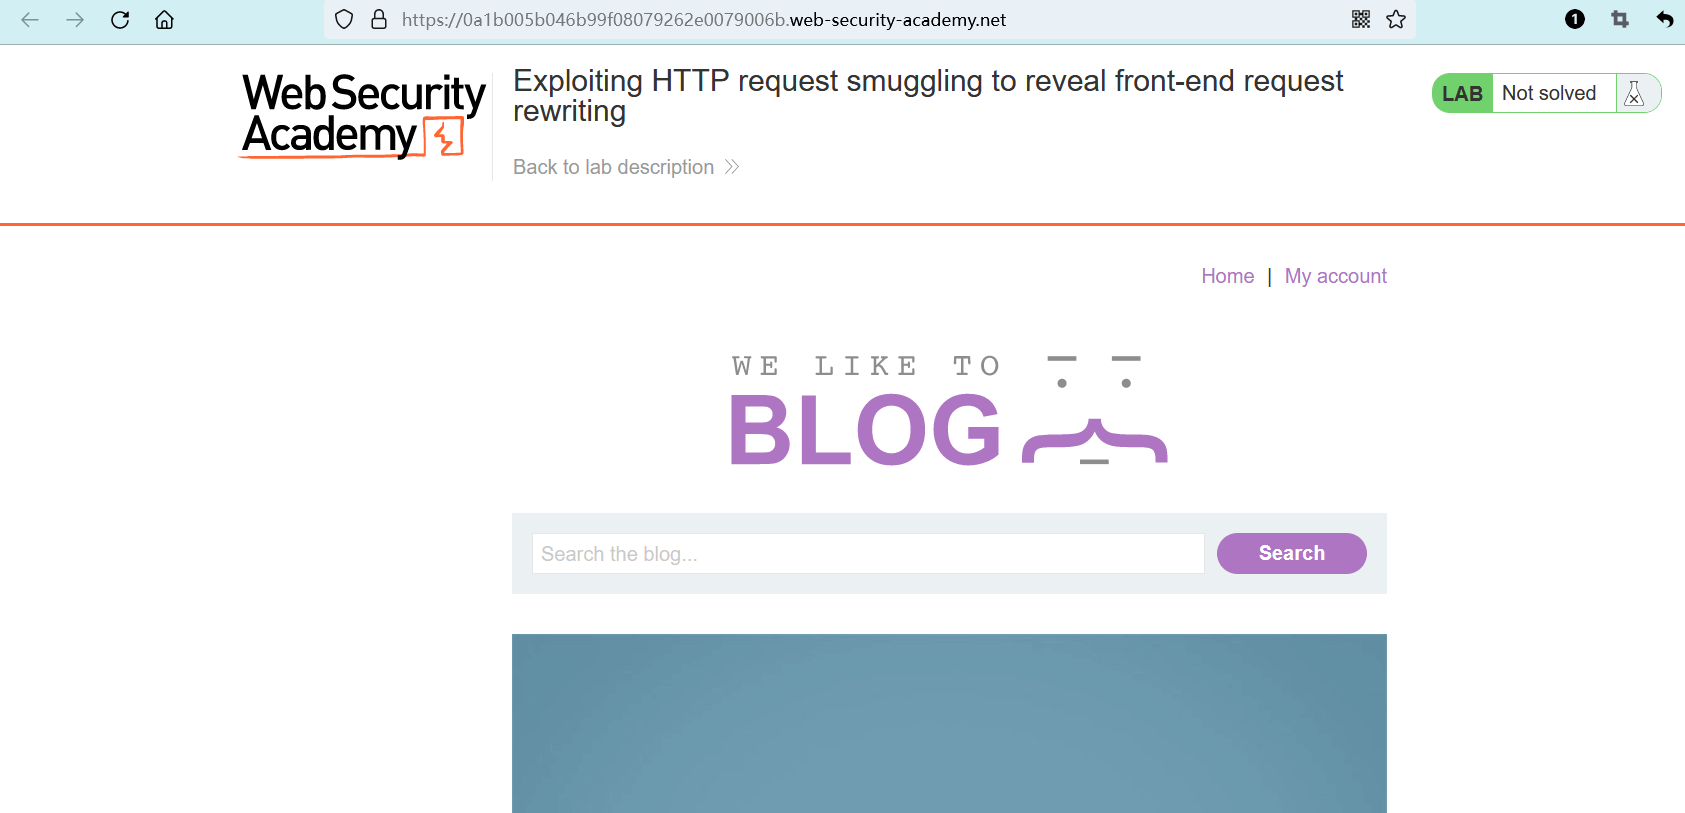 https://0a1b005b046b99f08079262e0079006b.web-security-academy.net
1
Web Security
Academy
Exploiting HTTP request smuggling to reveal front-end request
rewriting
Back to lab description
LAB Not solved
Home | My account
WE LIKE TO
BLOG
Search the blog...
Search